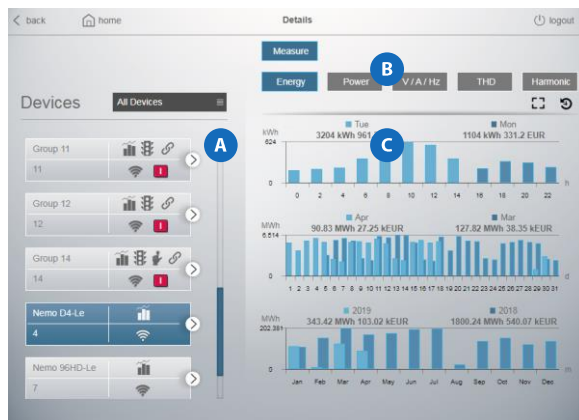 back
home
Details
logout
Measure
Energy
Power
B
V / A / Hz
THD
Harmonic
Devices
All Devices
A
Group 11
11
I
Group 12
12
I
Group 14
14
I
Nemo D4-Le
4
Nemo 96HD-Le
7
Tue
Mon
kWh
3204 kWh 961
C
1104 kWh 331.2 EUR
624
0
h
0 2 4 6 8 10 12 14 16 18 20 22
Apr
Mar
MWh
90.83 MWh 27.25 kEUR
127.82 MWh 38.35 kEUR
6.514
0
d
1 2 3 4 5 6 7 8 9 10 11 12 13 14 15 16 17 18 19 20 21 22 23 24 25 26 27 28 29 30 31
2019
2018
MWh
343.42 MWh 103.02 kEUR
1800.24 MWh 540.07 kEUR
202.381
0
m
Jan Feb Mar Apr May Jun Jul Aug Sep Oct Nov Dec